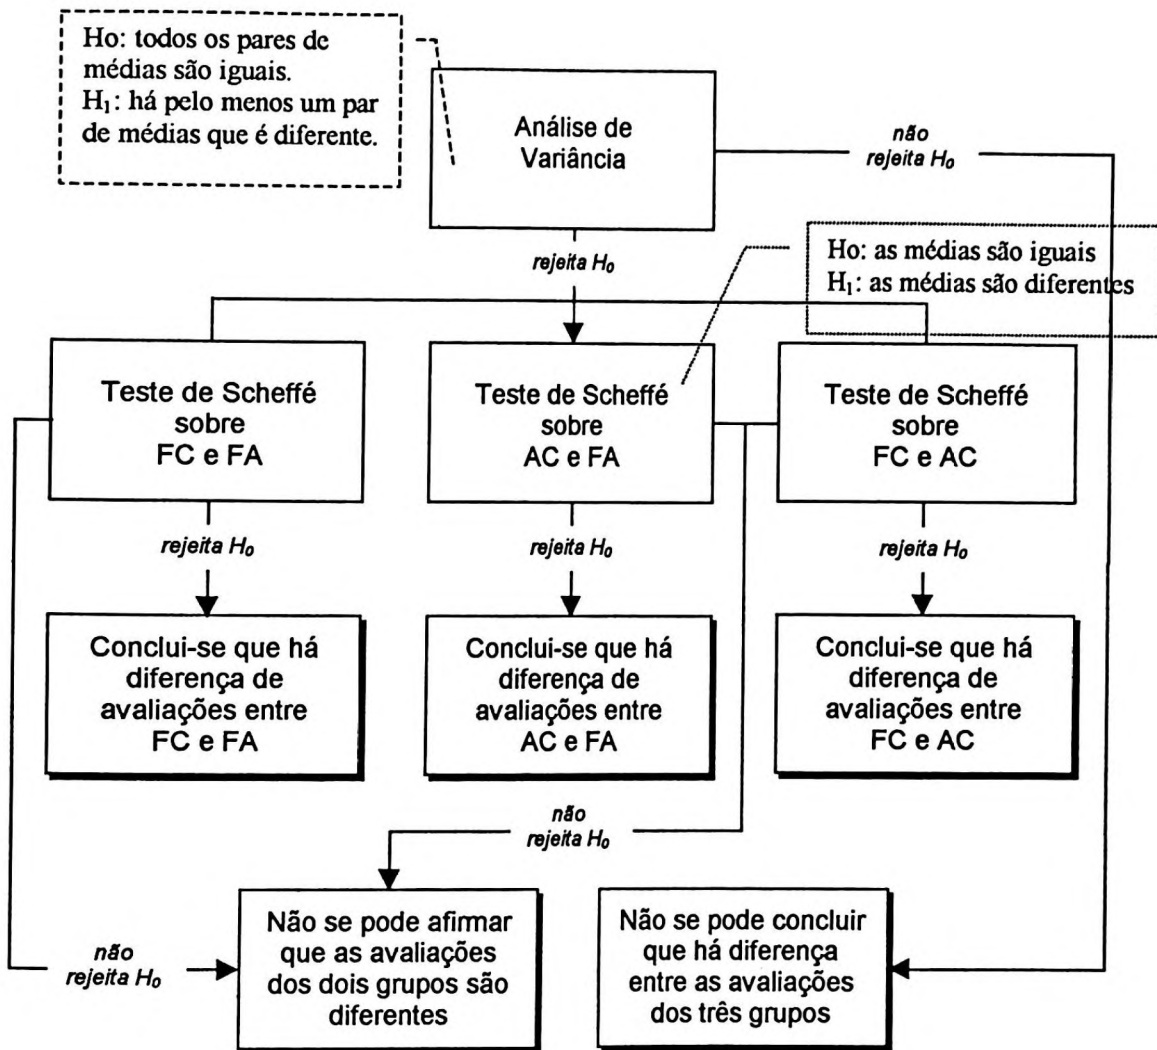 Ho: todos os pares de
médias são iguais.
H₁: há pelo menos um par
de médias que é diferente.
Análise de
Variância
não
rejeita H₀
rejeita H₀
Ho: as médias são iguais
H₁: as médias são diferentes
Teste de Scheffé
sobre
FC e FA
Teste de Scheffé
sobre
AC e FA
Teste de Scheffé
sobre
FC e AC
rejeita H₀
rejeita H₀
rejeita H₀
Conclui-se que há
diferença de
avaliações entre
FC e FA
Conclui-se que há
diferença de
avaliações entre
AC e FA
Conclui-se que há
diferença de
avaliações entre
FC e AC
não
rejeita H₀
não
rejeita H₀
Não se pode afirmar
que as avaliações
dos dois grupos são
diferentes
Não se pode concluir
que há diferença
entre as avaliações
dos três grupos